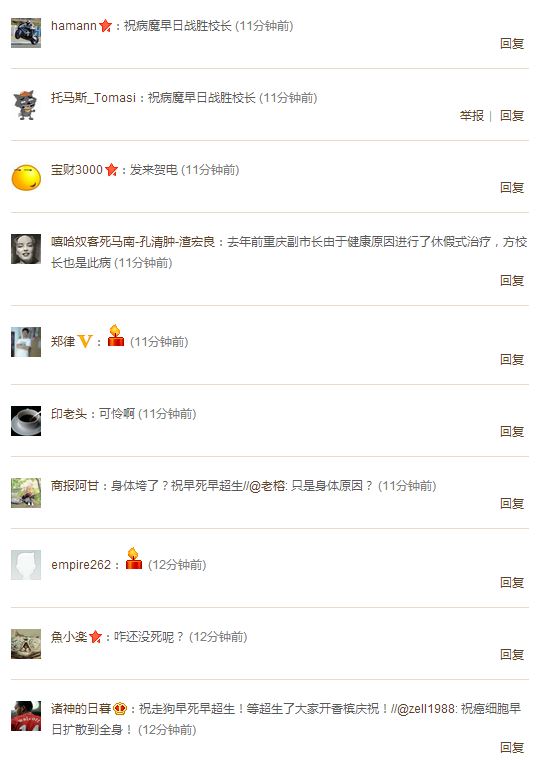 hamann：祝病魔早日战胜校长 (11分钟前)
回复
托马斯_Tomasi：祝病魔早日战胜校长 (11分钟前)
举报 | 回复
宝财3000：发来贺电 (11分钟前)
回复
嘻哈奴客死马南-孔清肿-渣宏良：去年前重庆副市长由于健康原因进行了休假式治疗，方校
长也是此病 (11分钟前)
回复
郑律V： (11分钟前)
回复
印老头：可怜啊 (11分钟前)
回复
商报阿甘：身体垮了？祝早死早超生//@老榕: 只是身体原因？ (11分钟前)
回复
empire262： (12分钟前)
回复
魚小楽：咋还没死呢？ (12分钟前)
回复
诸神的日暮：祝走狗早死早超生！等超生了大家开香槟庆祝！//@zell1988: 祝癌细胞早
日扩散到全身！ (12分钟前)
回复